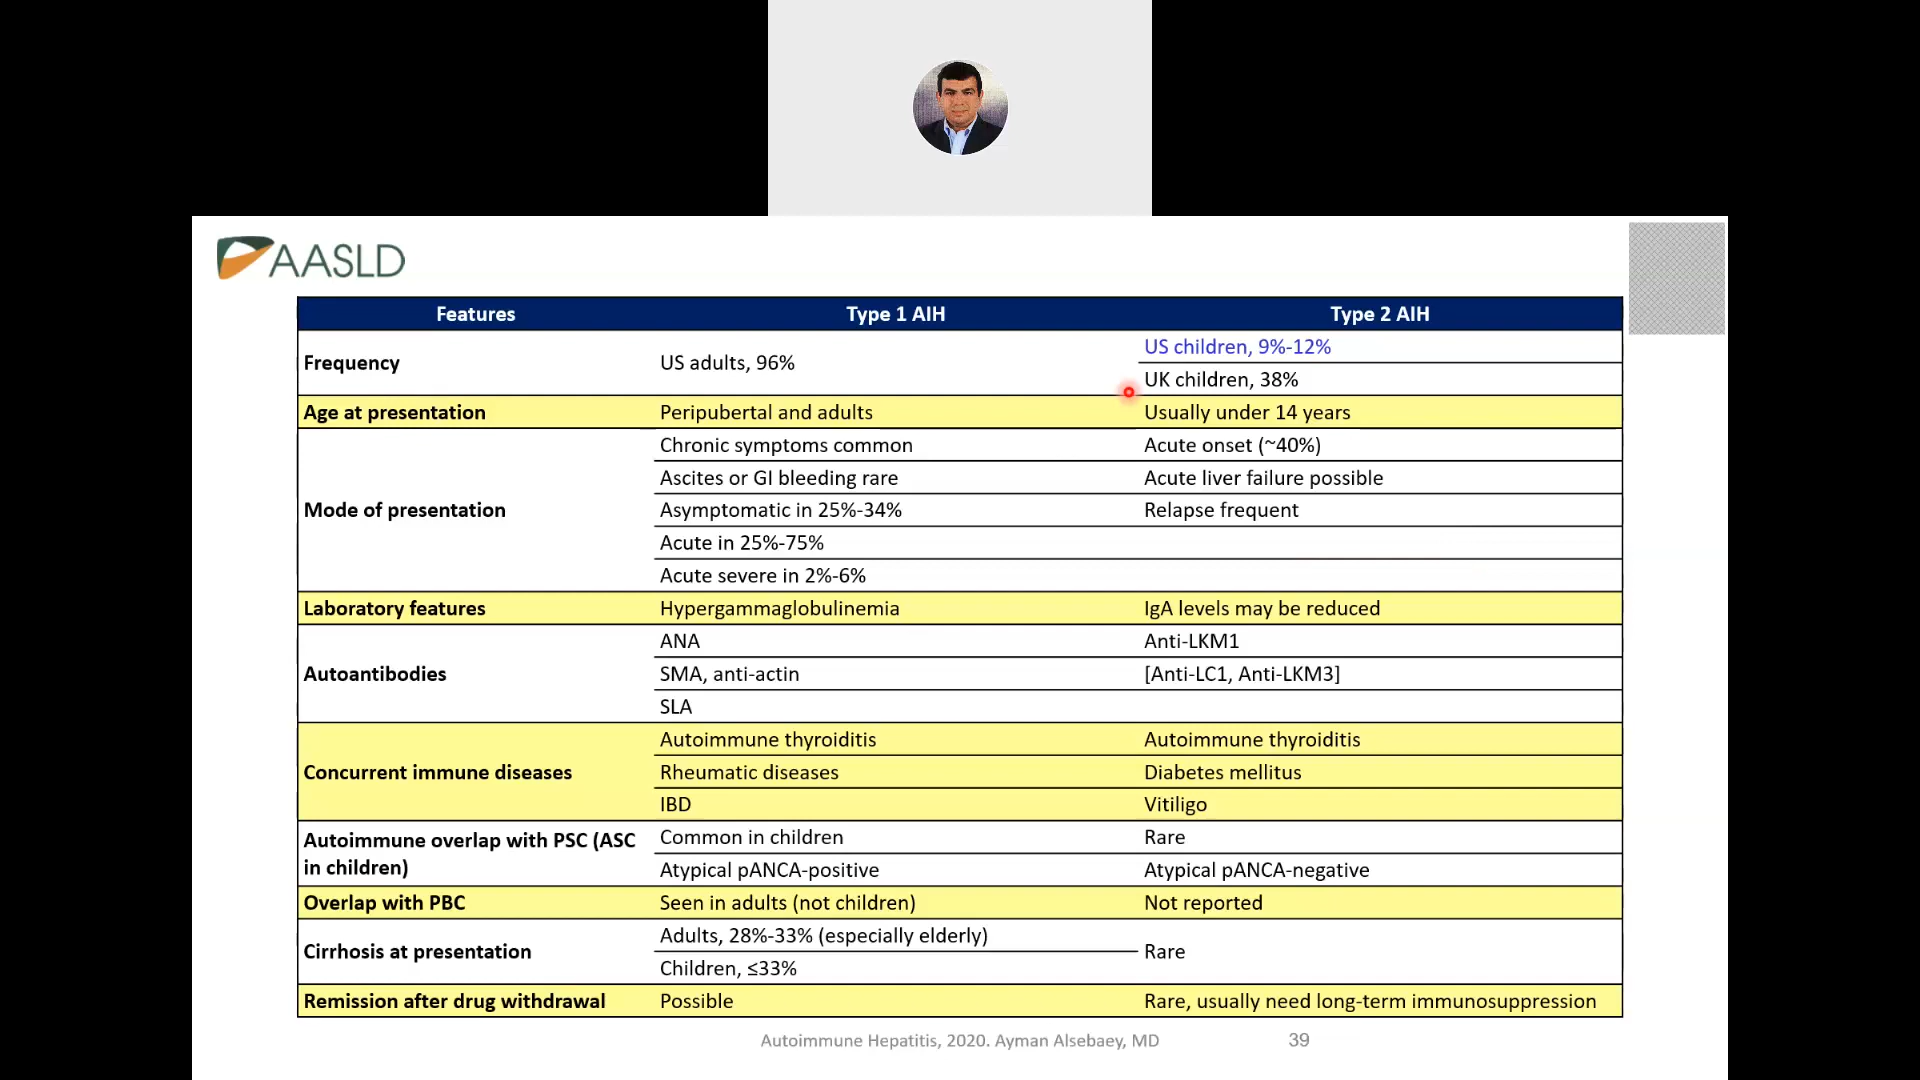 AASLD
Features Type 1 AIH Type 2 AIH
Frequency US adults, 96% US children, 9%-12%
UK children, 38%
Age at presentation Peripubertal and adults Usually under 14 years
Mode of presentation Chronic symptoms common Acute onset (~40%)
Ascites or GI bleeding rare Acute liver failure possible
Asymptomatic in 25%-34% Relapse frequent
Acute in 25%-75%
Acute severe in 2%-6%
Laboratory features Hypergammaglobulinemia IgA levels may be reduced
Autoantibodies ANA Anti-LKM1
SMA, anti-actin [Anti-LC1, Anti-LKM3]
SLA
Concurrent immune diseases Autoimmune thyroiditis Autoimmune thyroiditis
Rheumatic diseases Diabetes mellitus
IBD Vitiligo
Autoimmune overlap with PSC (ASC Common in children Rare
in children) Atypical pANCA-positive Atypical pANCA-negative
Overlap with PBC Seen in adults (not children) Not reported
Cirrhosis at presentation Adults, 28%-33% (especially elderly) Rare
Children, ≤33%
Remission after drug withdrawal Possible Rare, usually need long-term immunosuppression
Autoimmune Hepatitis, 2020. Ayman Alsebaey, MD 39